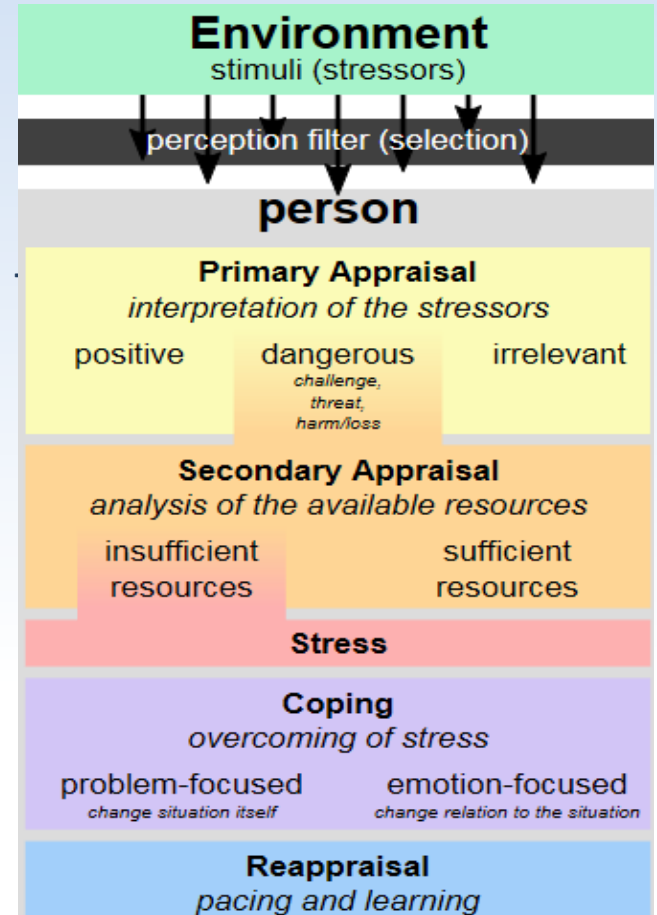 Environment
stimuli (stressors)
perception filter (selection)
person
Primary Appraisal
interpretation of the stressors
positive dangerous irrelevant
challenge,
threat,
harm/loss
Secondary Appraisal
analysis of the available resources
insufficient sufficient
resources resources
Stress
Coping
overcoming of stress
problem-focused emotion-focused
change situation itself change relation to the situation
Reappraisal
pacing and learning